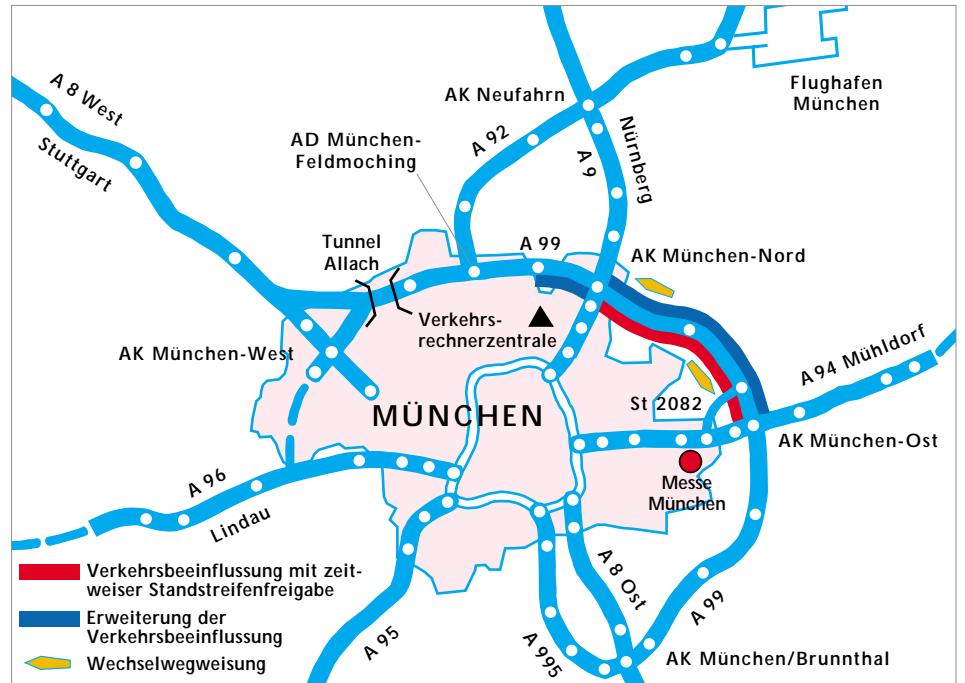 A 8 West
Stuttgart
AK Neufahrn
Flughafen
München
AD München-
Feldmoching
A 92
A 9
Nürnberg
Tunnel
Allach
A 99
AK München-Nord
Verkehrs-
rechnerzentrale
AK München-West
A 94 Mühldorf
MÜNCHEN
St 2082
AK München-Ost
Messe
München
A 96
Lindau
A 95
A 995
A 8 Ost
A 99
AK München/Brunnthal
Verkehrsbeeinflussung mit zeit-
weiser Standstreifenfreigabe
Erweiterung der
Verkehrsbeeinflussung
Wechselwegweisung